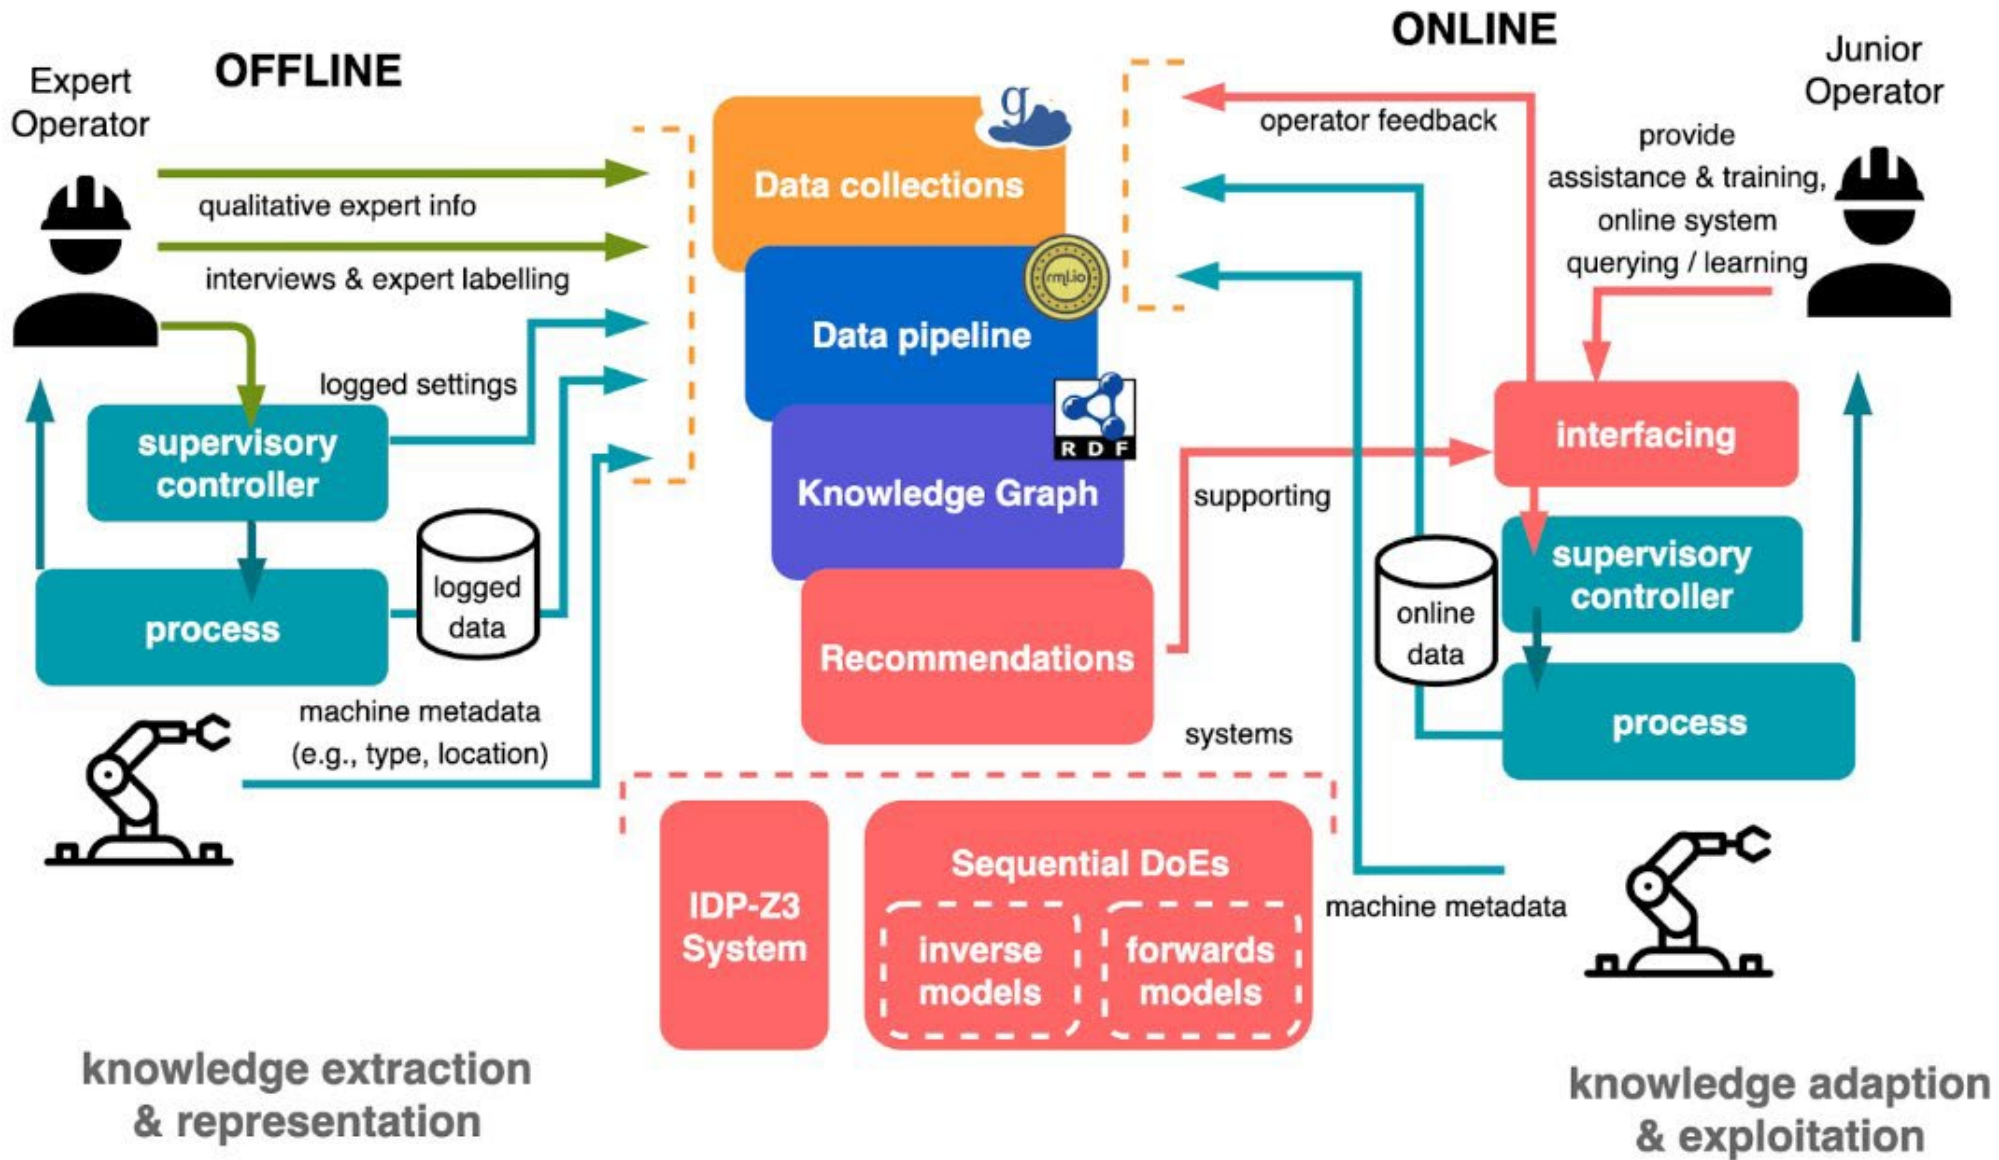 OFFLINE
ONLINE
Expert
Operator
Junior
Operator
qualitative expert info
interviews & expert labelling
logged settings
supervisory
controller
process
logged
data
machine metadata
(e.g., type, location)
g
Data collections
rml.io
Data pipeline
RDF
Knowledge Graph
Recommendations
systems
IDP-Z3
System
Sequential DoEs
inverse
models
forwards
models
operator feedback
provide
assistance & training,
online system
querying / learning
interfacing
supporting
supervisory
controller
online
data
process
machine metadata
knowledge extraction
& representation
knowledge adaption
& exploitation